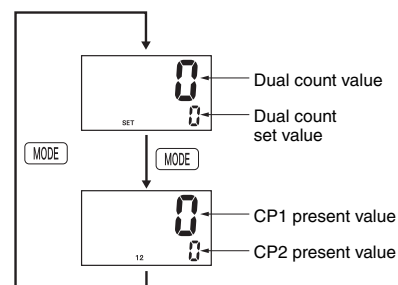 0
Dual count value
SET
0
Dual count
set value
MODE
MODE
0
CP1 present value
12
0
CP2 present value